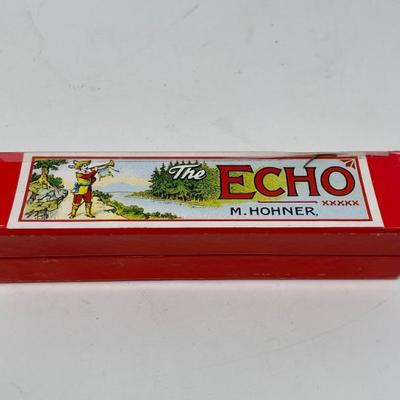 The ECHO
M. HOHNER,
xxxxx